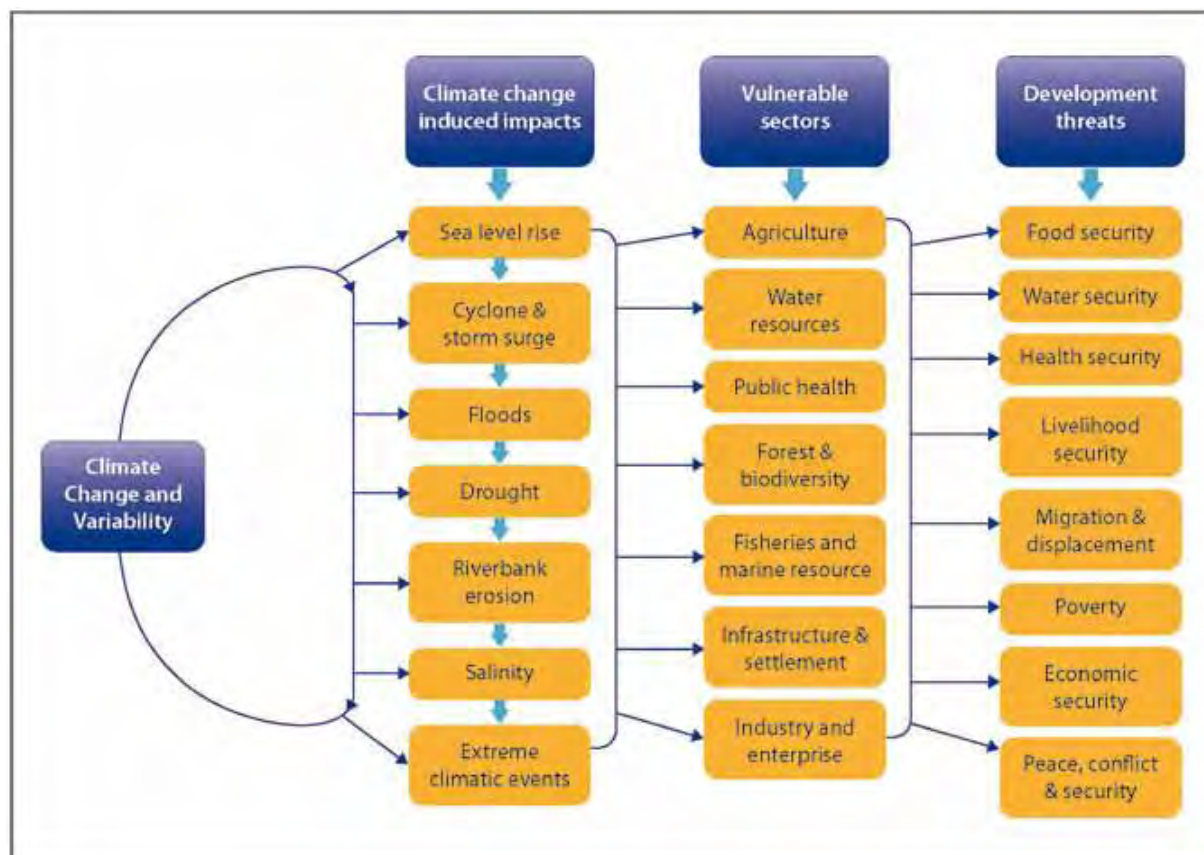 Climate change
induced impacts
Vulnerable
sectors
Development
threats
Climate
Change and
Variability
Sea level rise
Cyclone &
storm surge
Floods
Drought
Riverbank
erosion
Salinity
Extreme
climatic events
Agriculture
Water
resources
Public health
Forest &
biodiversity
Fisheries and
marine resource
Infrastructure &
settlement
Industry and
enterprise
Food security
Water security
Health security
Livelihood
security
Migration &
displacement
Poverty
Economic
security
Peace, conflict
& security